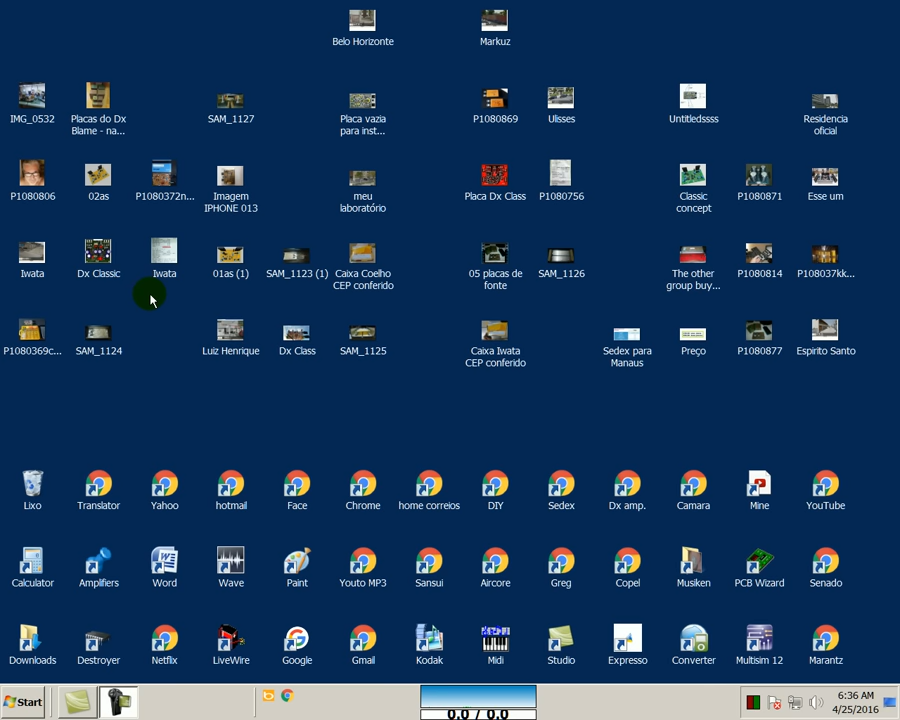 Belo Horizonte
Markuz
IMG_0532
Placas do Dx
Blame - na...
SAM_1127
Placa vazia
para inst...
P1080869
Ulisses
Untitledssss
Residencia
oficial
P1080806
02as
P1080372n...
Imagem
IPHONE 013
meu
laboratório
Placa Dx Class
P1080756
Classic
concept
P1080871
Esse um
Iwata
Dx Classic
Iwata
01as (1)
SAM_1123 (1)
Caixa Coelho
CEP conferido
05 placas de
fonte
SAM_1126
The other
group buy...
P1080814
P108037kk...
P1080369c...
SAM_1124
Luiz Henrique
Dx Class
SAM_1125
Caixa Iwata
CEP conferido
Sedex para
Manaus
Preço
P1080877
Espirito Santo
Lixo
Translator
Yahoo
hotmail
Face
Chrome
home correios
DIY
Sedex
Dx amp.
Camara
Mine
YouTube
Calculator
Amplifiers
Word
Wave
Paint
Youto MP3
Sansui
Aircore
Greg
Copel
Musiken
PCB Wizard
Senado
Downloads
Destroyer
Netflix
LiveWire
Google
Gmail
Kodak
Midi
Studio
Expresso
Converter
Multisim 12
Marantz
Start
0.0 / 0.0
6:36 AM
4/25/2016